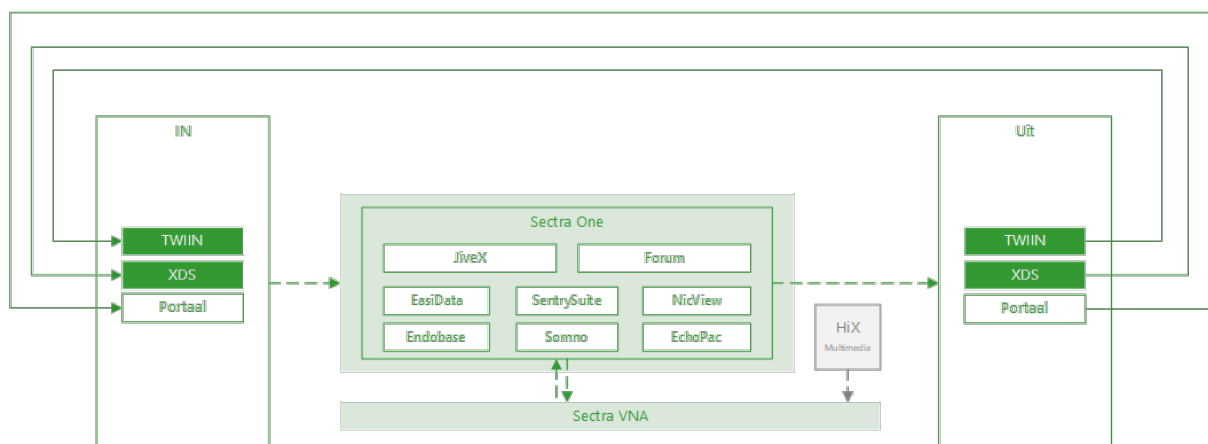 IN
Uit
Sectra One
TWIIN
JiveX
Forum
TWIIN
XDS
XDS
Portaal
EasiData
SentrySuite
NicView
Portaal
Endobase
Somno
EchoPac
HiX
Multimedia
Sectra VNA